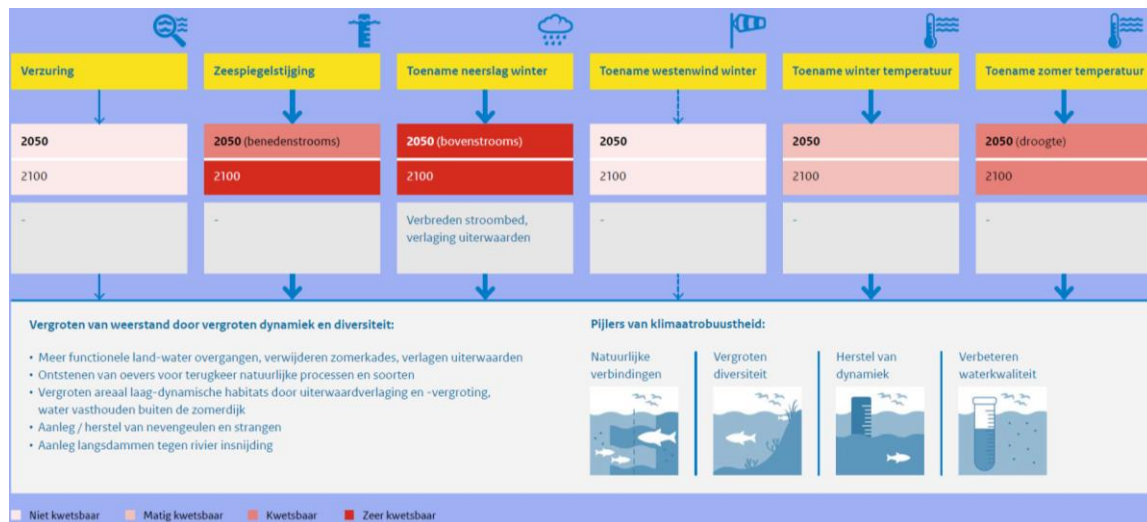 Verzuring
Zeespiegelstijging
Toename neerslag winter
Toename westenwind winter
Toename winter temperatuur
Toename zomer temperatuur
2050
2050 (benedenstrooms)
2050 (bovenstrooms)
2050
2050
2050 (droogte)
2100
2100
2100
2100
2100
2100
-
-
Verbreden stroombed,
verlaging uiterwaarden
-
-
-
Vergroten van weerstand door vergroten dynamiek en diversiteit:
• Meer functionele land-water overgangen, verwijderen zomerkades, verlagen uiterwaarden
• Ontstenen van oevers voor terugkeer natuurlijke processen en soorten
• Vergroten areaal laag-dynamische habitats door uiterwaardverlaging en -vergroting,
water vasthouden buiten de zomerdijk
• Aanleg / herstel van nevengeulen en strangen
• Aanleg langsdammen tegen rivier insnijding
Pijlers van klimaatrobuustheid:
Natuurlijke
verbindingen
Vergroten
diversiteit
Herstel van
dynamiek
Verbeteren
waterkwaliteit
Niet kwetsbaar
Matig kwetsbaar
Kwetsbaar
Zeer kwetsbaar